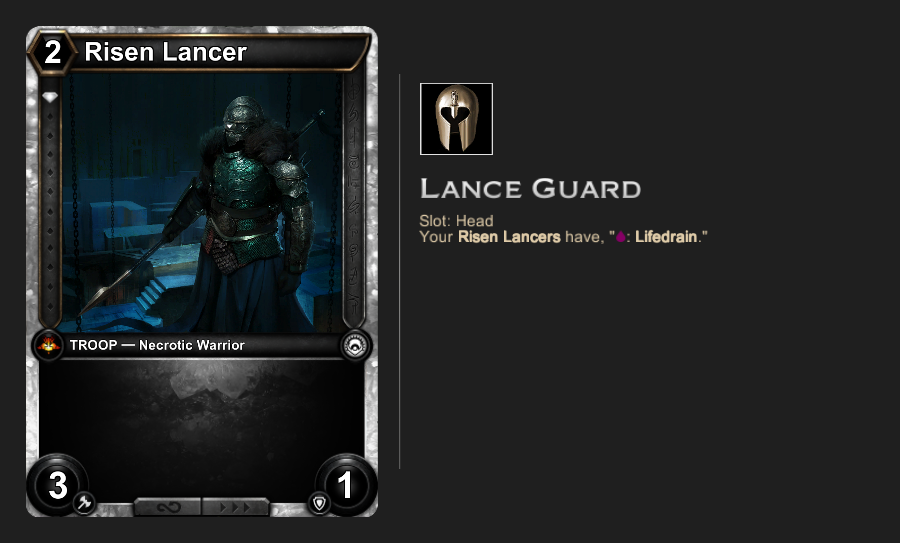 2 Risen Lancer
TROOP — Necrotic Warrior
3 1
LANCE GUARD
Slot: Head
Your Risen Lancers have, ": Lifedrain."